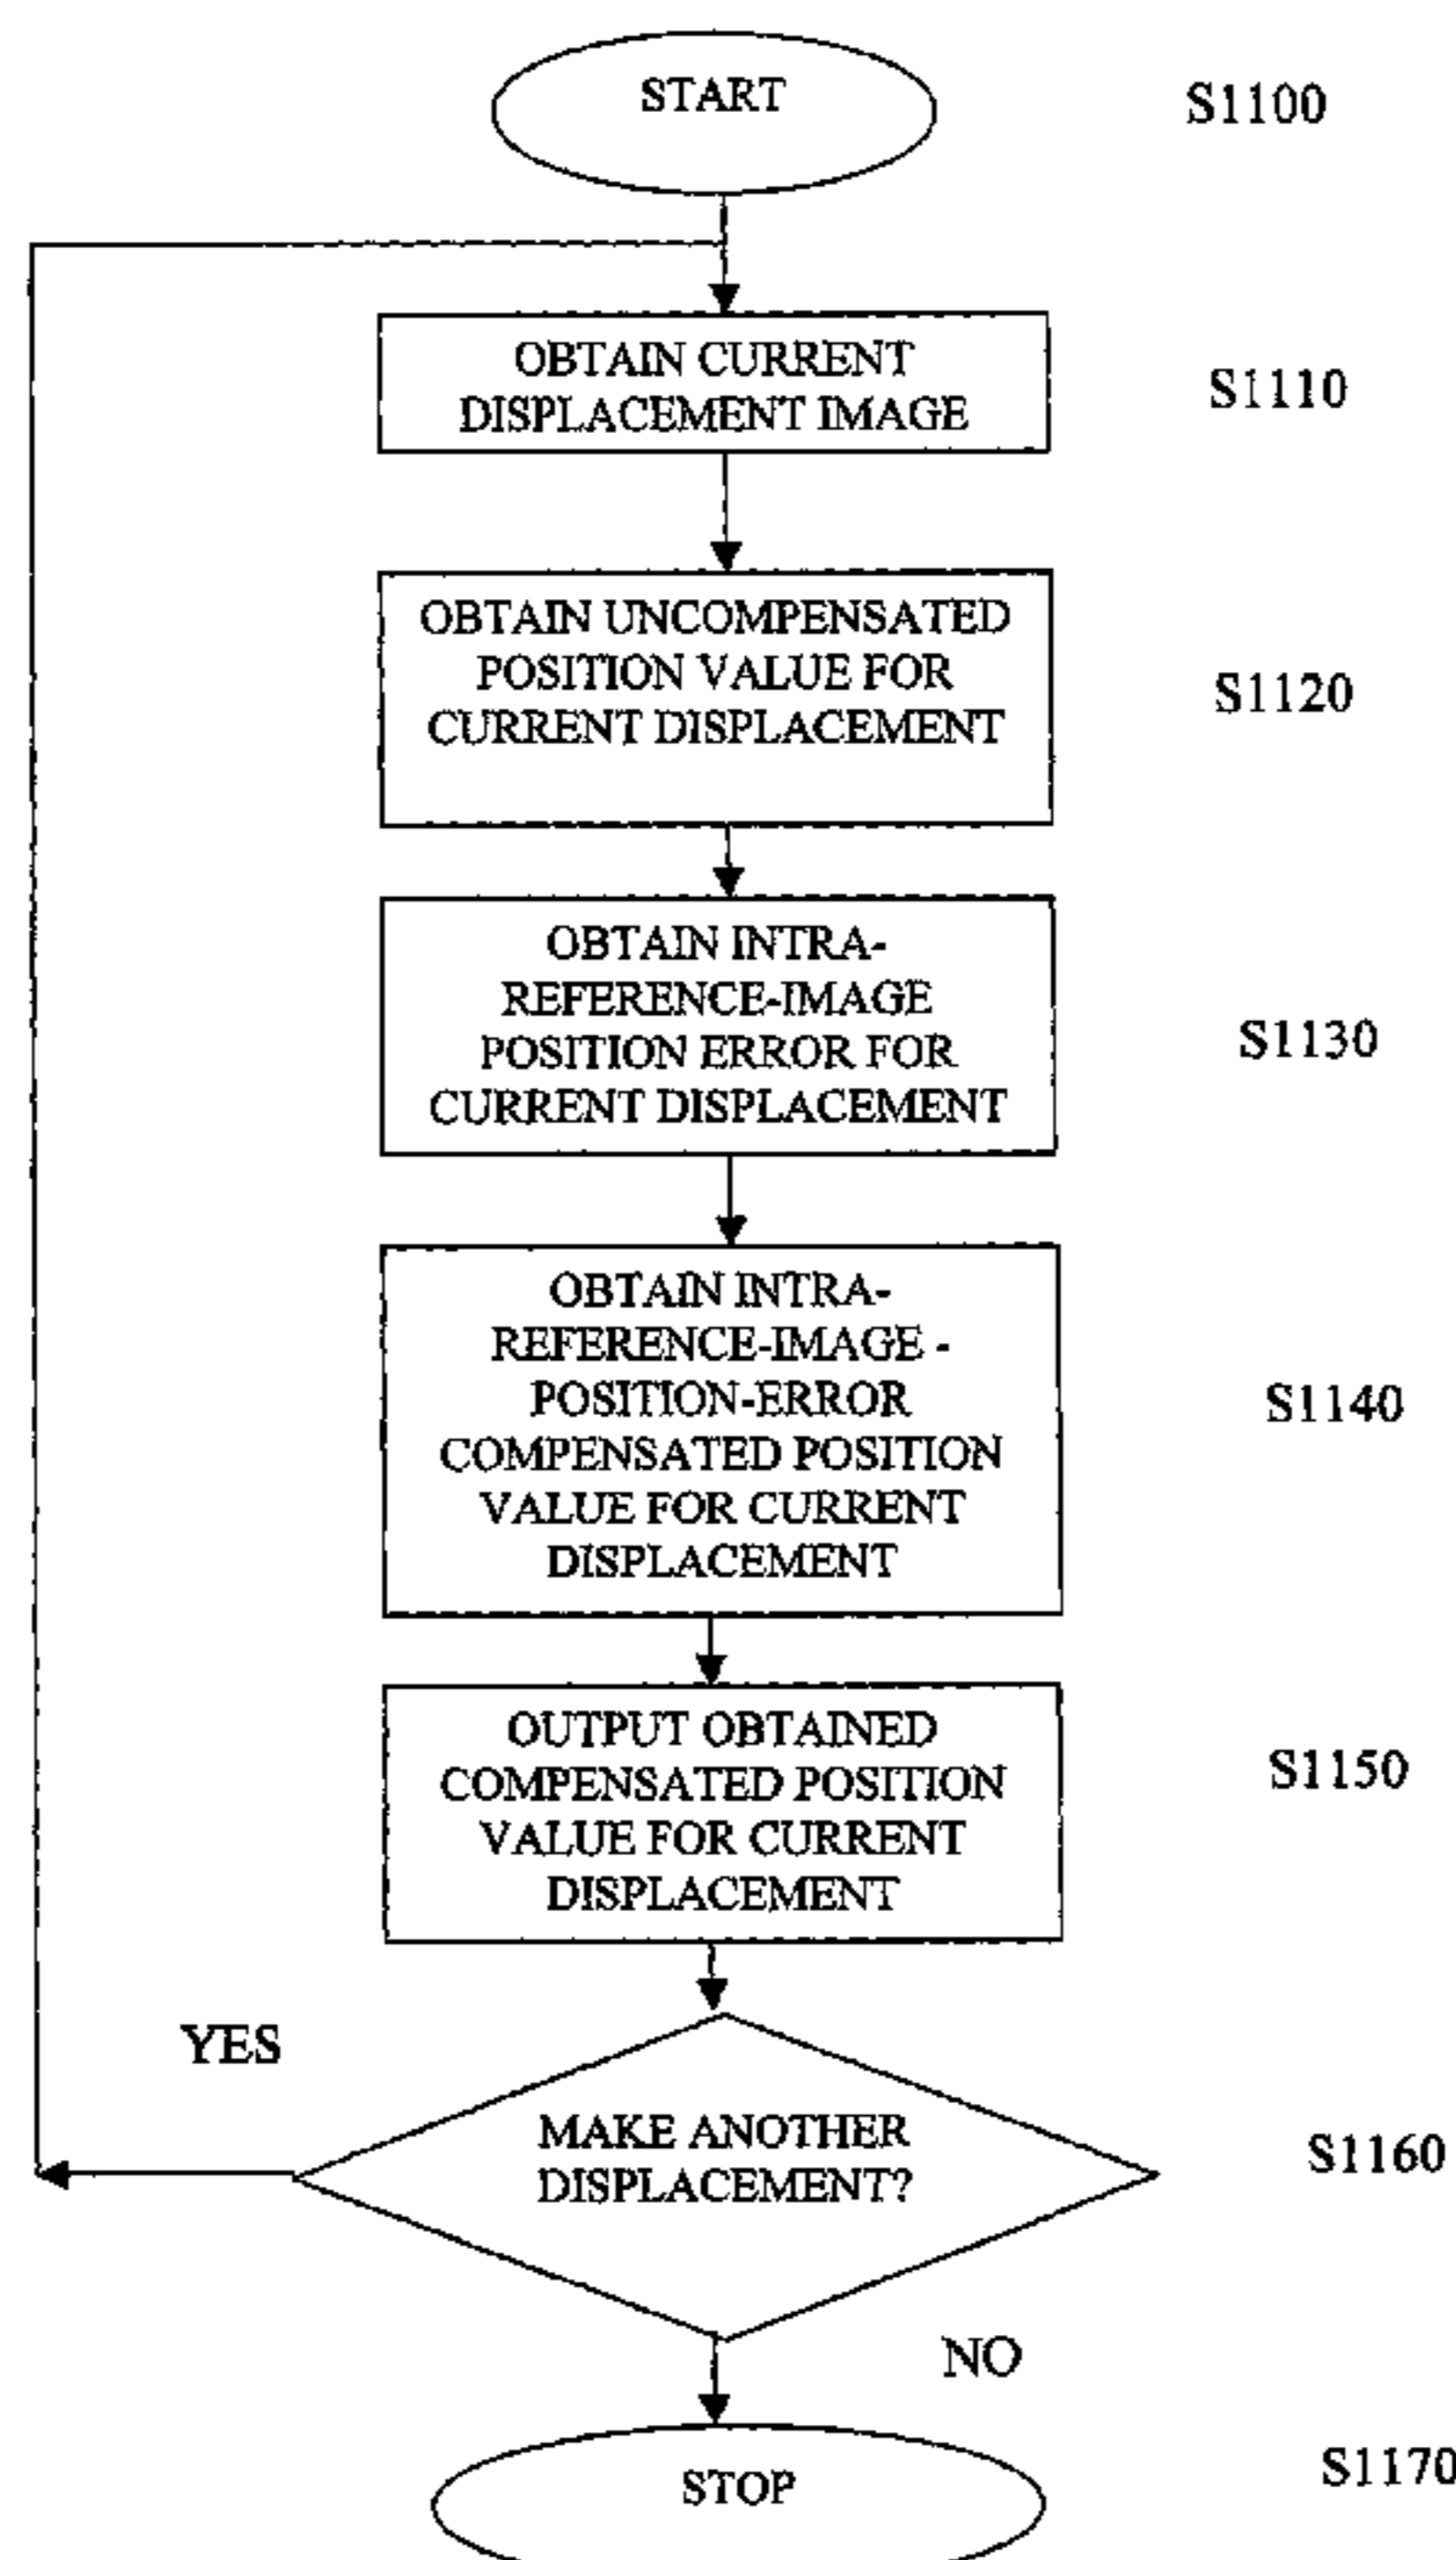 START
S1100
OBTAIN CURRENT
DISPLACEMENT IMAGE
S1110
OBTAIN UNCOMPENSATED
POSITION VALUE FOR
CURRENT DISPLACEMENT
S1120
OBTAIN INTRA-
REFERENCE-IMAGE
POSITION ERROR FOR
CURRENT DISPLACEMENT
S1130
OBTAIN INTRA-
REFERENCE-IMAGE -
POSITION-ERROR
COMPENSATED POSITION
VALUE FOR CURRENT
DISPLACEMENT
S1140
OUTPUT OBTAINED
COMPENSATED POSITION
VALUE FOR CURRENT
DISPLACEMENT
S1150
YES
MAKE ANOTHER
DISPLACEMENT?
S1160
NO
STOP
S1170